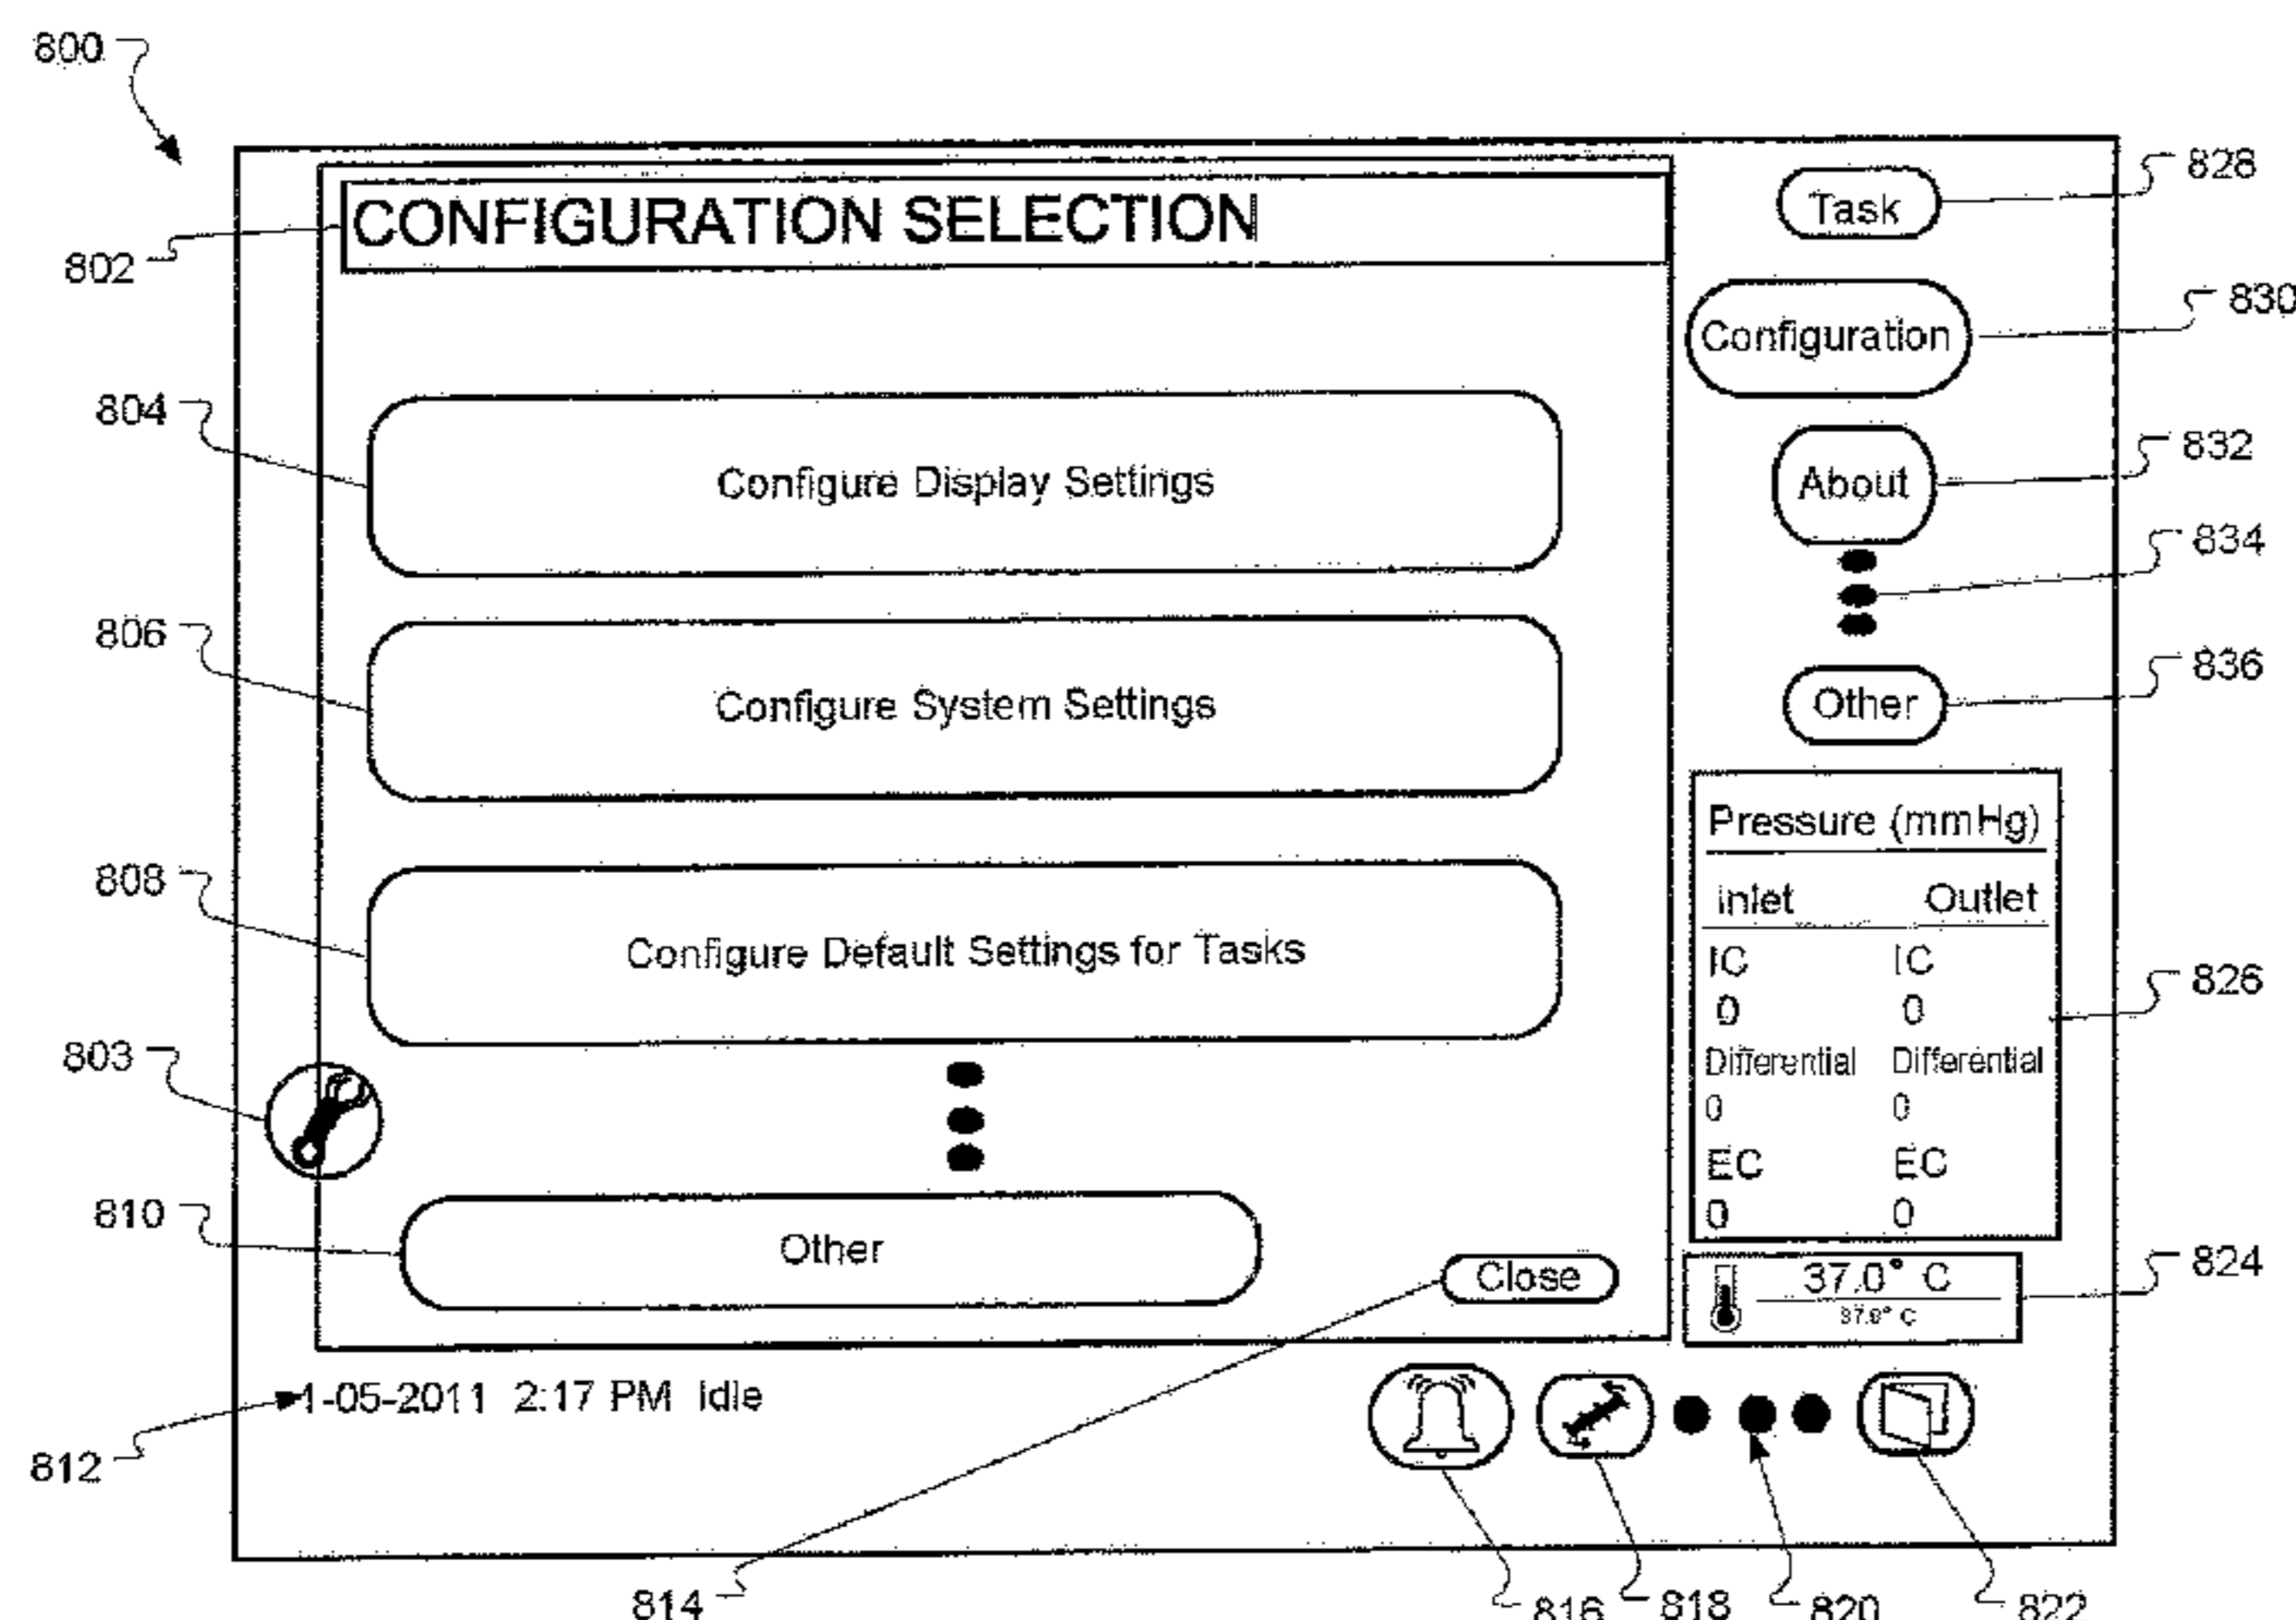 800
828
Task
CONFIGURATION SELECTION
802
830
Configuration
804
832
Configure Display Settings
About
834
806
836
Configure System Settings
Other
Pressure (mmHg)
808
Inlet Outlet
Configure Default Settings for Tasks
IC IC
826
0 0
803
Differential Differential
0 0
EC EC
810
0 0
Other
824
Close
37.0° C
37.0° C
812
1-05-2011 2:17 PM Idle
814
816
818
820
822